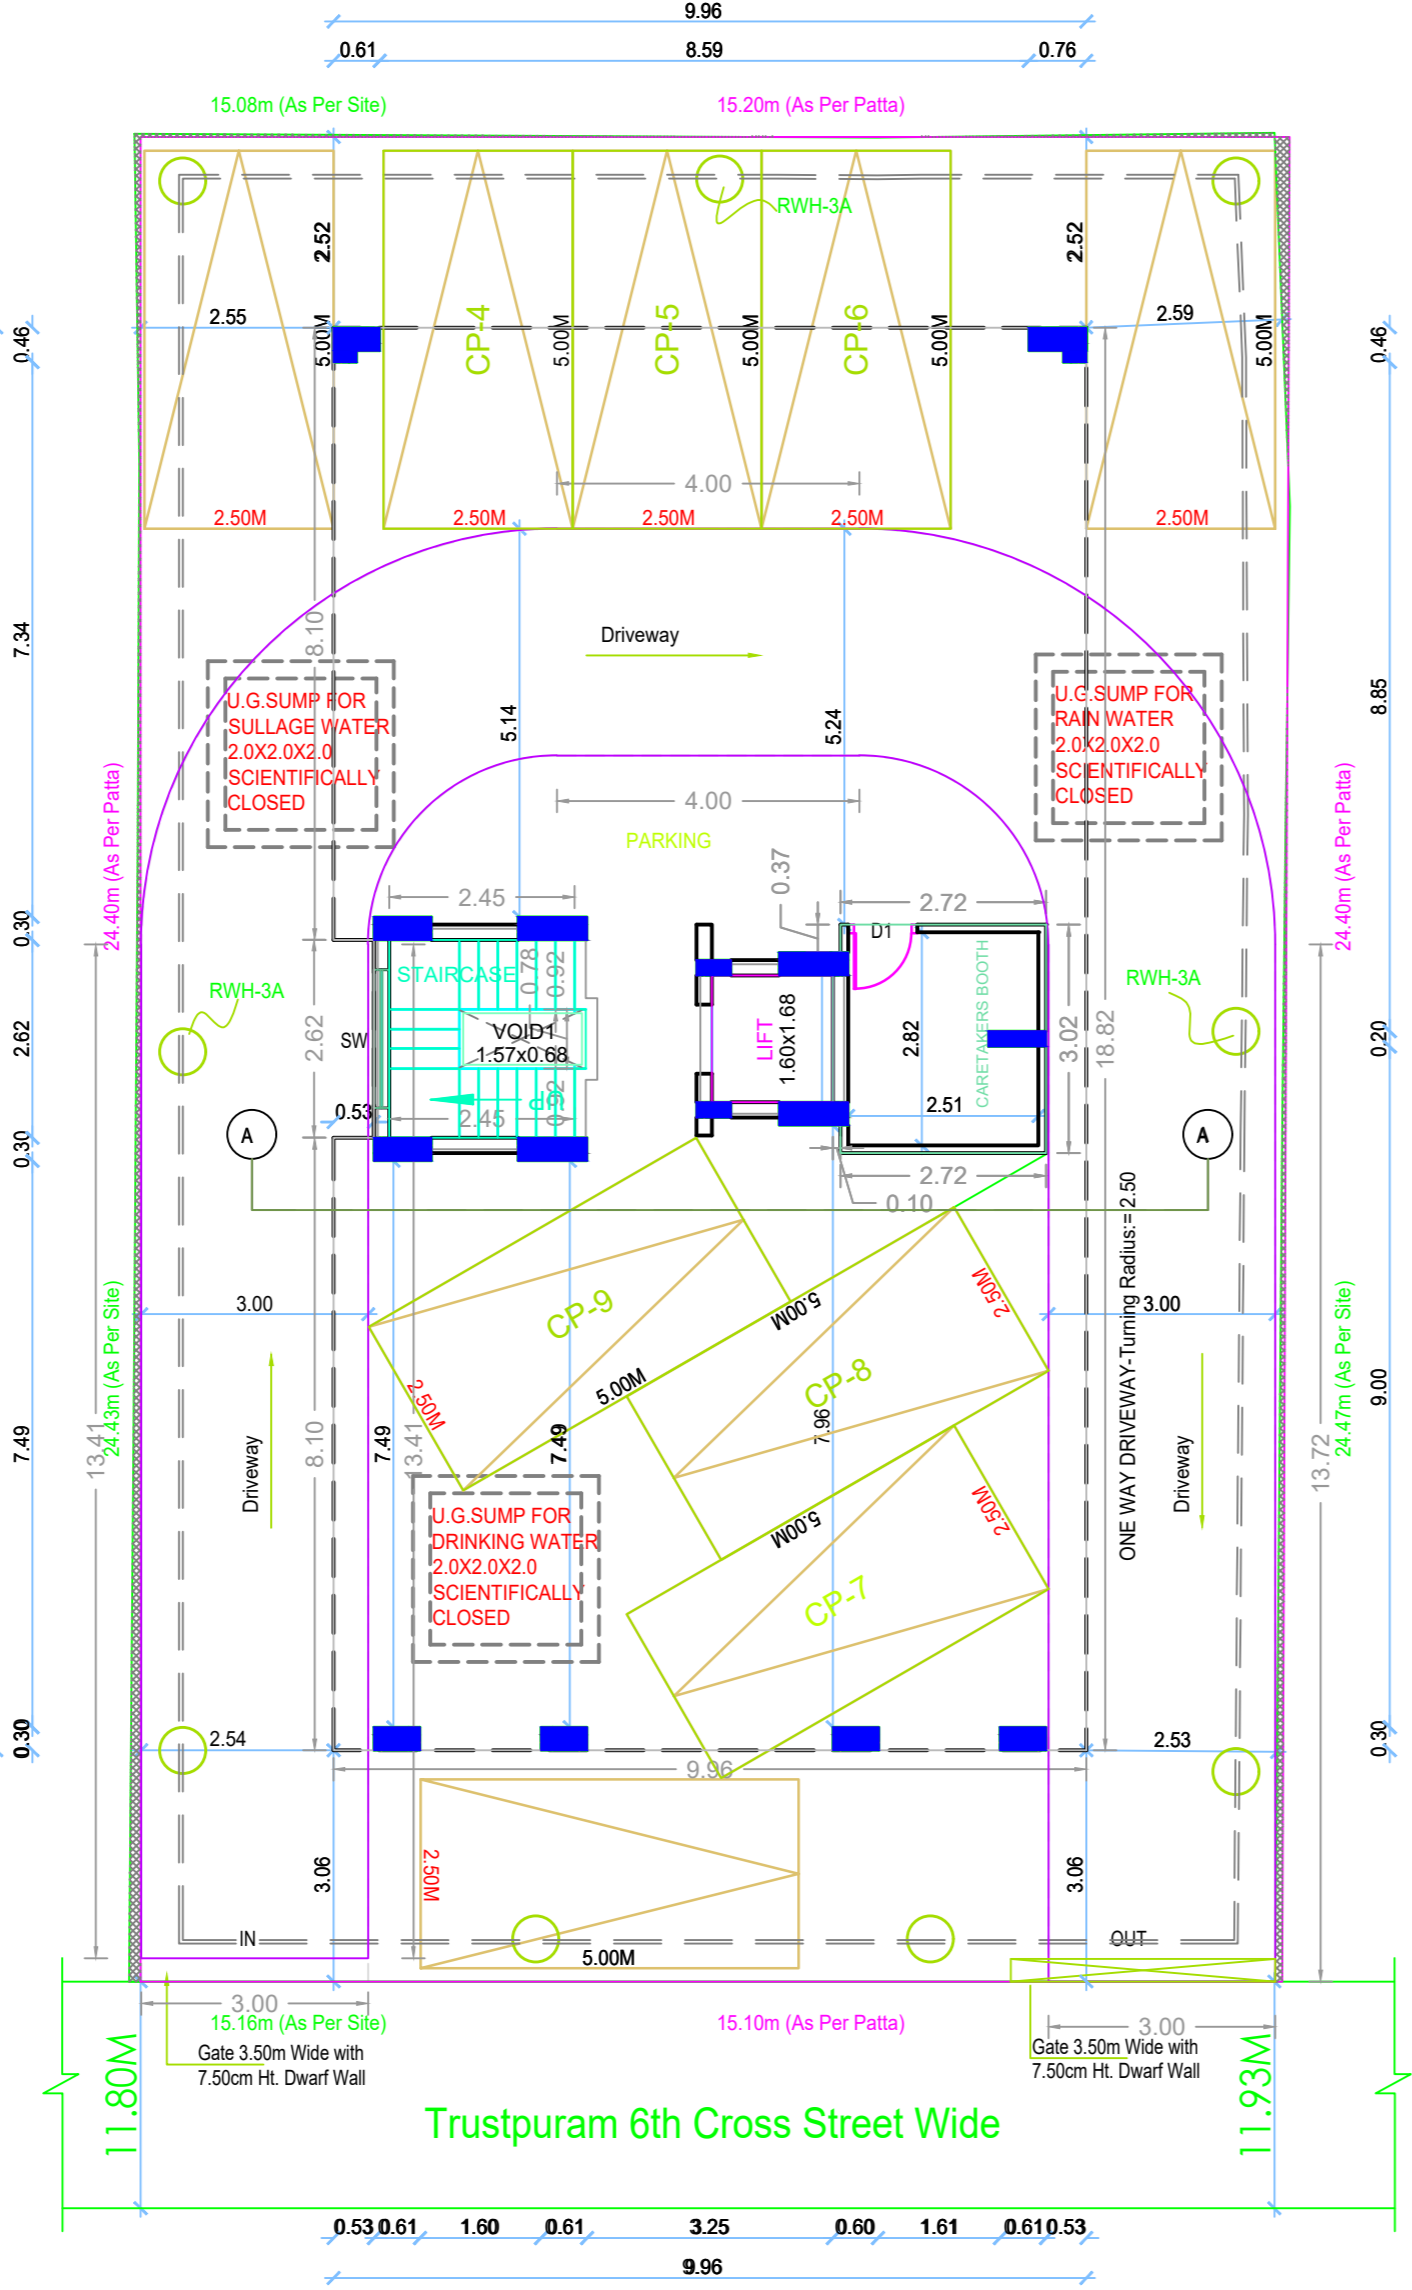 9.96
0.61
8.59
0.76
15.08m (As Per Site)
15.20m (As Per Patta)
RWH-3A
2.52
2.52
2.55
2.59
0.46
0.46
5.00M
CP-4
5.00M
CP-5
5.00M
CP-6
5.00M
5.00M
4.00
2.50M
2.50M
2.50M
2.50M
2.50M
7.34
8.10
Driveway
8.85
U.G.SUMP FOR
SULLAGE WATER
2.0X2.0X2.0
SCIENTIFICALLY
CLOSED
5.14
5.24
U.G.SUMP FOR
RAIN WATER
2.0X2.0X2.0
SCIENTIFICALLY
CLOSED
4.00
24.40m (As Per Patta)
24.40m (As Per Patta)
PARKING
0.37
2.45
2.72
0.30
D1
STAIRCASE
0.78
0.92
CARETAKERS BOOTH
RWH-3A
RWH-3A
2.62
2.62
SW
VOID1
1.57x0.68
LIFT
1.60x1.68
2.82
3.02
18.82
0.20
0.53
UP
0.92
2.45
2.51
A
A
0.30
2.72
0.10
ONE WAY DRIVEWAY-Turning Radius:= 2.50
3.00
3.00
CP-9
5.00M
2.50M
24.43m (As Per Site)
24.47m (As Per Site)
2.50M
5.00M
CP-8
7.49
13.41
8.10
7.49
13.41
7.49
7.96
9.00
13.72
Driveway
Driveway
5.00M
2.50M
U.G.SUMP FOR
DRINKING WATER
2.0X2.0X2.0
SCIENTIFICALLY
CLOSED
CP-7
0.30
2.54
2.53
0.30
9.96
3.06
2.50M
3.06
IN
OUT
5.00M
3.00
15.16m (As Per Site)
15.10m (As Per Patta)
3.00
Gate 3.50m Wide with
7.50cm Ht. Dwarf Wall
Gate 3.50m Wide with
7.50cm Ht. Dwarf Wall
11.80M
11.93M
Trustpuram 6th Cross Street Wide
0.53
0.61
1.60
0.61
3.25
0.60
1.61
0.61
0.53
9.96